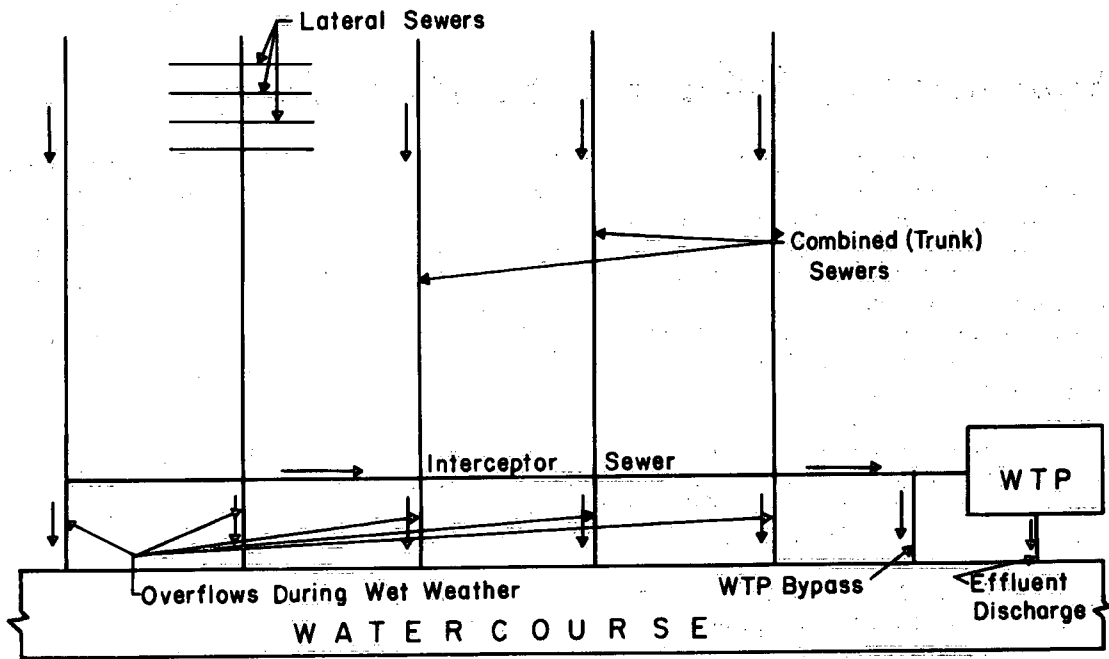 Lateral Sewers
Combined (Trunk)
Sewers
Interceptor Sewer
WTP
Overflows During Wet Weather
WTP Bypass
Effluent
Discharge
WATERCOURSE